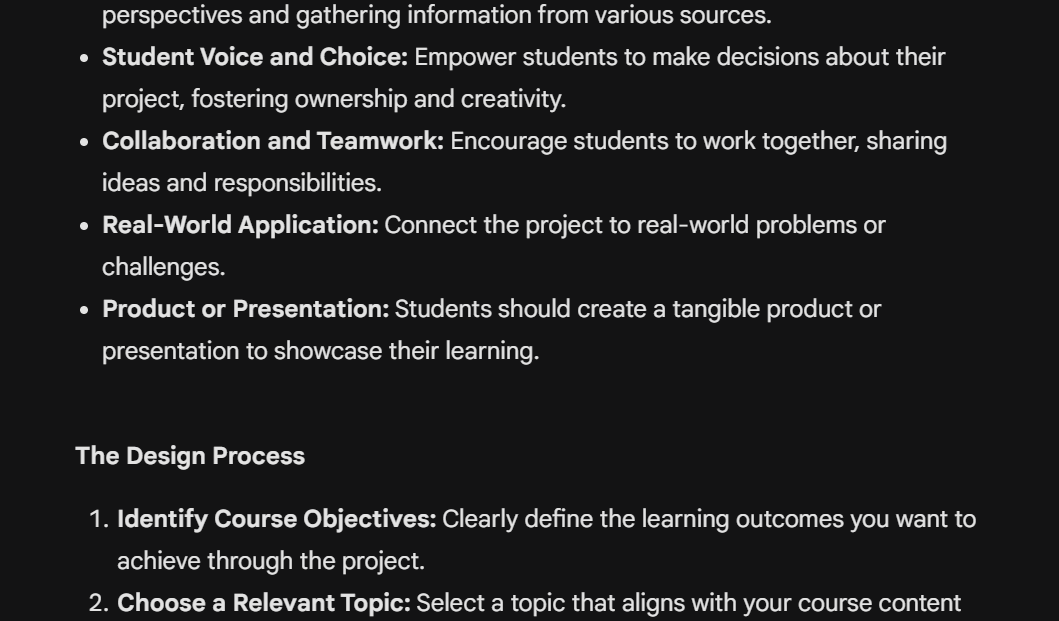 perspectives and gathering information from various sources.
• Student Voice and Choice: Empower students to make decisions about their
project, fostering ownership and creativity.
• Collaboration and Teamwork: Encourage students to work together, sharing
ideas and responsibilities.
• Real-World Application: Connect the project to real-world problems or
challenges.
• Product or Presentation: Students should create a tangible product or
presentation to showcase their learning.
The Design Process
1. Identify Course Objectives: Clearly define the learning outcomes you want to
achieve through the project.
2. Choose a Relevant Topic: Select a topic that aligns with your course content